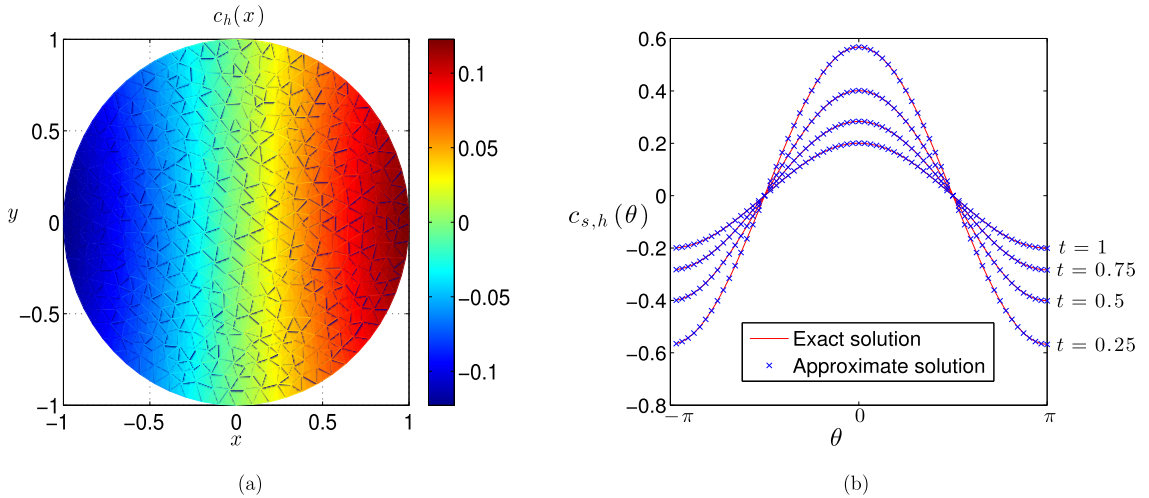 c_h(x)
1
0.5
0
−0.5
−1
y
−1
−0.5
0
0.5
1
x
0.1
0.05
0
−0.05
−0.1
(a)
0.6
0.4
0.2
0
−0.2
−0.4
−0.6
−0.8
c_{s,h}(θ)
t = 1
t = 0.75
t = 0.5
t = 0.25
Exact solution
Approximate solution
−π
0
π
θ
(b)